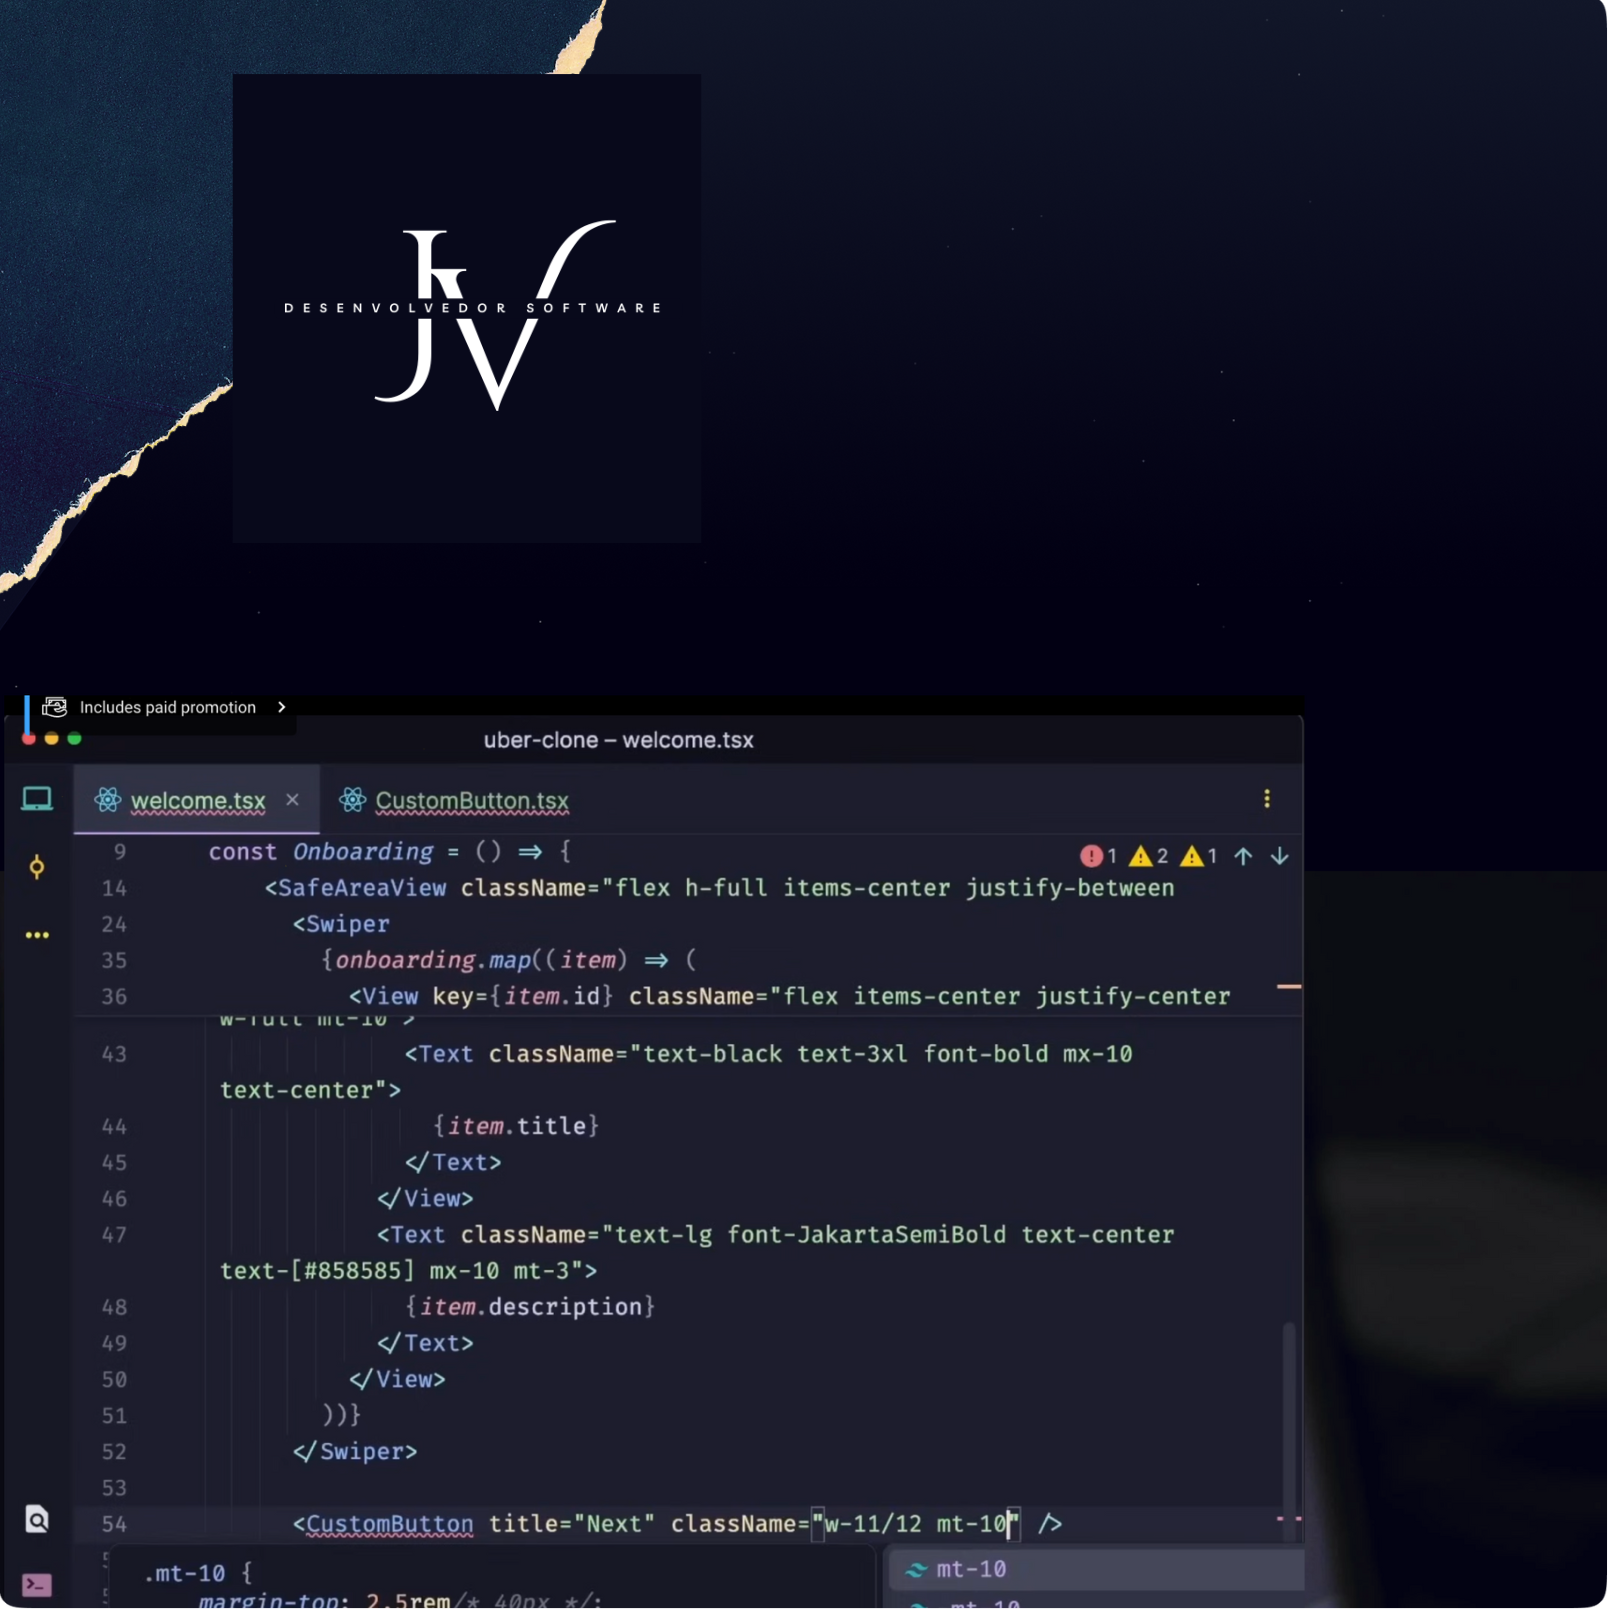 JV
DESENVOLVEDOR SOFTWARE
Includes paid promotion
uber-clone – welcome.tsx
welcome.tsx × CustomButton.tsx
9 const Onboarding = () => {
1 2 1
14 <SafeAreaView className="flex h-full items-center justify-between
24 <Swiper
35 {onboarding.map((item) => (
36 <View key={item.id} className="flex items-center justify-center
w-full mt-10">
43 <Text className="text-black text-3xl font-bold mx-10
text-center">
44 {item.title}
45 </Text>
46 </View>
47 <Text className="text-lg font-JakartaSemiBold text-center
text-[#858585] mx-10 mt-3">
48 {item.description}
49 </Text>
50 </View>
51 ))}
52 </Swiper>
53
54 <CustomButton title="Next" className="w-11/12 mt-10" />
.mt-10 {
mt-10
margin-top: 2.5rem/* 40px */;
-mt-10